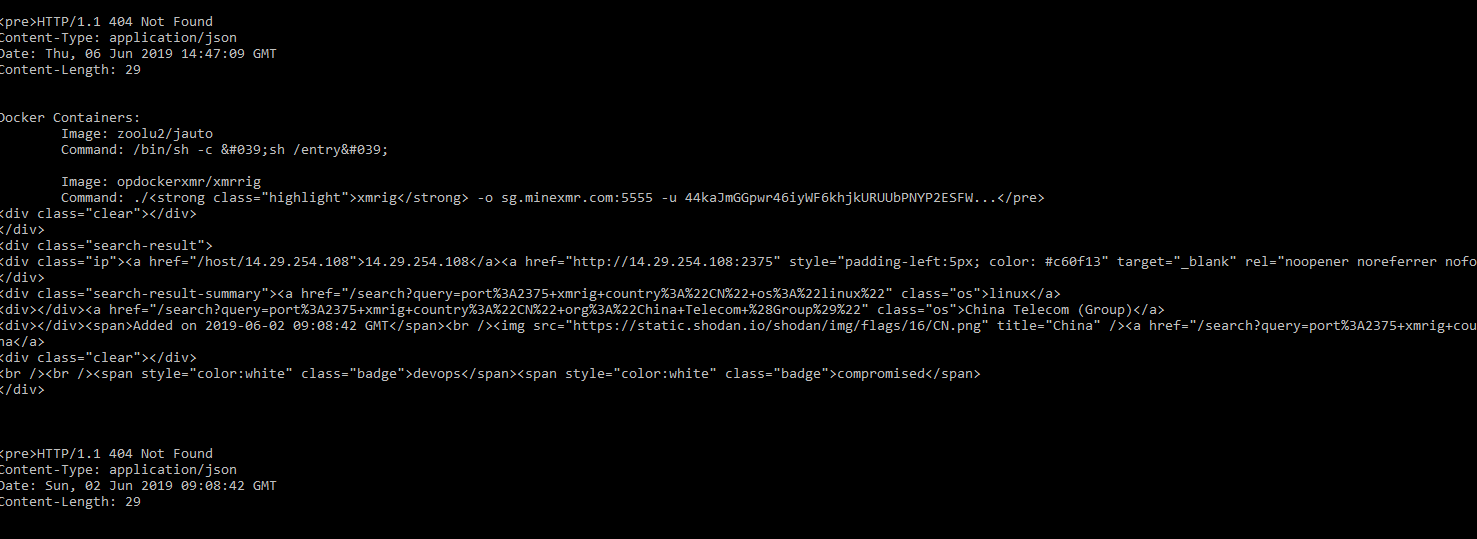 <pre>HTTP/1.1 404 Not Found
Content-Type: application/json
Date: Thu, 06 Jun 2019 14:47:09 GMT
Content-Length: 29
Docker Containers:
Image: zoolu2/jauto
Command: /bin/sh -c &#039;sh /entry&#039;
Image: opdockerxmr/xmrrig
Command: ./<strong class="highlight">xmrig</strong> -o sg.minexmr.com:5555 -u 44kaJmGGpwr46iyWF6khjkURUUbPNYP2ESFW...</pre>
<div class="clear"></div>
</div>
<div class="search-result">
<div class="ip"><a href="/host/14.29.254.108">14.29.254.108</a><a href="http://14.29.254.108:2375" style="padding-left:5px; color: #c60f13" target="_blank" rel="noopener noreferrer nofo
</div>
<div class="search-result-summary"><a href="/search?query=port%3A2375+xmrig+country%3A%22CN%22+os%3A%22linux%22" class="os">linux</a>
<div></div><a href="/search?query=port%3A2375+xmrig+country%3A%22CN%22+org%3A%22China+Telecom+%28Group%29%22" class="os">China Telecom (Group)</a>
<div></div><span>Added on 2019-06-02 09:08:42 GMT</span><br /><img src="https://static.shodan.io/shodan/img/flags/16/CN.png" title="China" /><a href="/search?query=port%3A2375+xmrig+cou
na</a>
<div class="clear"></div>
<br /><br /><span style="color:white" class="badge">devops</span><span style="color:white" class="badge">compromised</span>
</div>
<pre>HTTP/1.1 404 Not Found
Content-Type: application/json
Date: Sun, 02 Jun 2019 09:08:42 GMT
Content-Length: 29